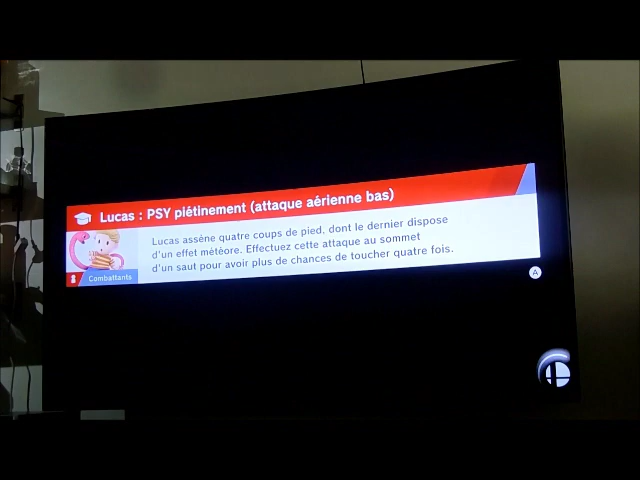 Lucas : PSY piétinement (attaque aérienne bas)
Lucas assène quatre coups de pied, dont le dernier dispose
d'un effet météore. Effectuez cette attaque au sommet
d'un saut pour avoir plus de chances de toucher quatre fois.
Combattants
A